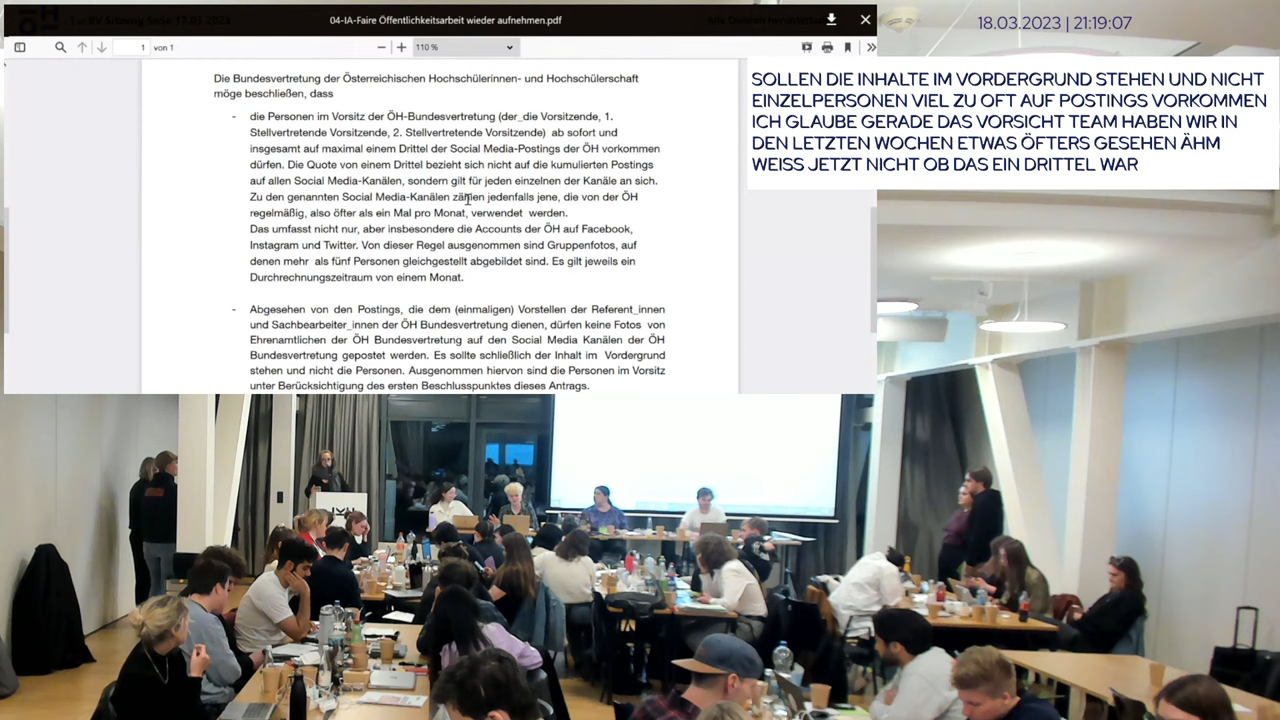 1.o BV Sitzung SoSe 17.03.2023
04-IA-Faire Öffentlichkeitsarbeit wieder aufnehmen.pdf
18.03.2023 | 21:19:07
1 von 1
110 %
Die Bundesvertretung der Österreichischen Hochschülerinnen- und Hochschülerschaft
möge beschließen, dass
- die Personen im Vorsitz der ÖH-Bundesvertretung (der_die Vorsitzende, 1.
Stellvertretende Vorsitzende, 2. Stellvertretende Vorsitzende) ab sofort und
insgesamt auf maximal einem Drittel der Social Media-Postings der ÖH vorkommen
dürfen. Die Quote von einem Drittel bezieht sich nicht auf die kumulierten Postings
auf allen Social Media-Kanälen, sondern gilt für jeden einzelnen der Kanäle an sich.
Zu den genannten Social Media-Kanälen zählen jedenfalls jene, die von der ÖH
regelmäßig, also öfter als ein Mal pro Monat, verwendet werden.
Das umfasst nicht nur, aber insbesondere die Accounts der ÖH auf Facebook,
Instagram und Twitter. Von dieser Regel ausgenommen sind Gruppenfotos, auf
denen mehr als fünf Personen gleichgestellt abgebildet sind. Es gilt jeweils ein
Durchrechnungszeitraum von einem Monat.
- Abgesehen von den Postings, die dem (einmaligen) Vorstellen der Referent_innen
und Sachbearbeiter_innen der ÖH Bundesvertretung dienen, dürfen keine Fotos von
Ehrenamtlichen der ÖH Bundesvertretung auf den Social Media Kanälen der ÖH
Bundesvertretung gepostet werden. Es sollte schließlich der Inhalt im Vordergrund
stehen und nicht die Personen. Ausgenommen hiervon sind die Personen im Vorsitz
unter Berücksichtigung des ersten Beschlusspunktes dieses Antrags.
SOLLEN DIE INHALTE IM VORDERGRUND STEHEN UND NICHT
EINZELPERSONEN VIEL ZU OFT AUF POSTINGS VORKOMMEN
ICH GLAUBE GERADE DAS VORSICHT TEAM HABEN WIR IN
DEN LETZTEN WOCHEN ETWAS ÖFTERS GESEHEN ÄHM
WEISS JETZT NICHT OB DAS EIN DRITTEL WAR